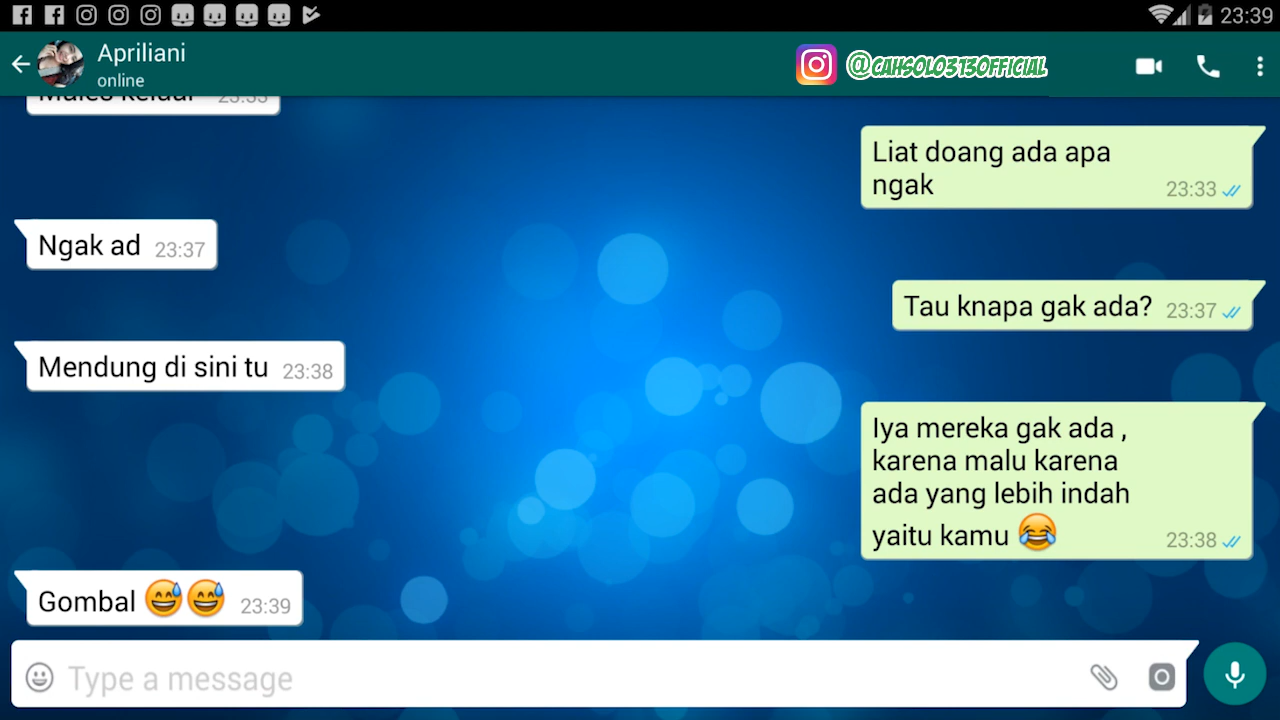 23:39
Apriliani
online
@CAHSOLO313OFFICIAL
23:33
Liat doang ada apa
ngak
23:33
Ngak ad 23:37
Tau knapa gak ada? 23:37
Mendung di sini tu 23:38
Iya mereka gak ada ,
karena malu karena
ada yang lebih indah
yaitu kamu 😂 23:38
Gombal 😅😅 23:39
Type a message